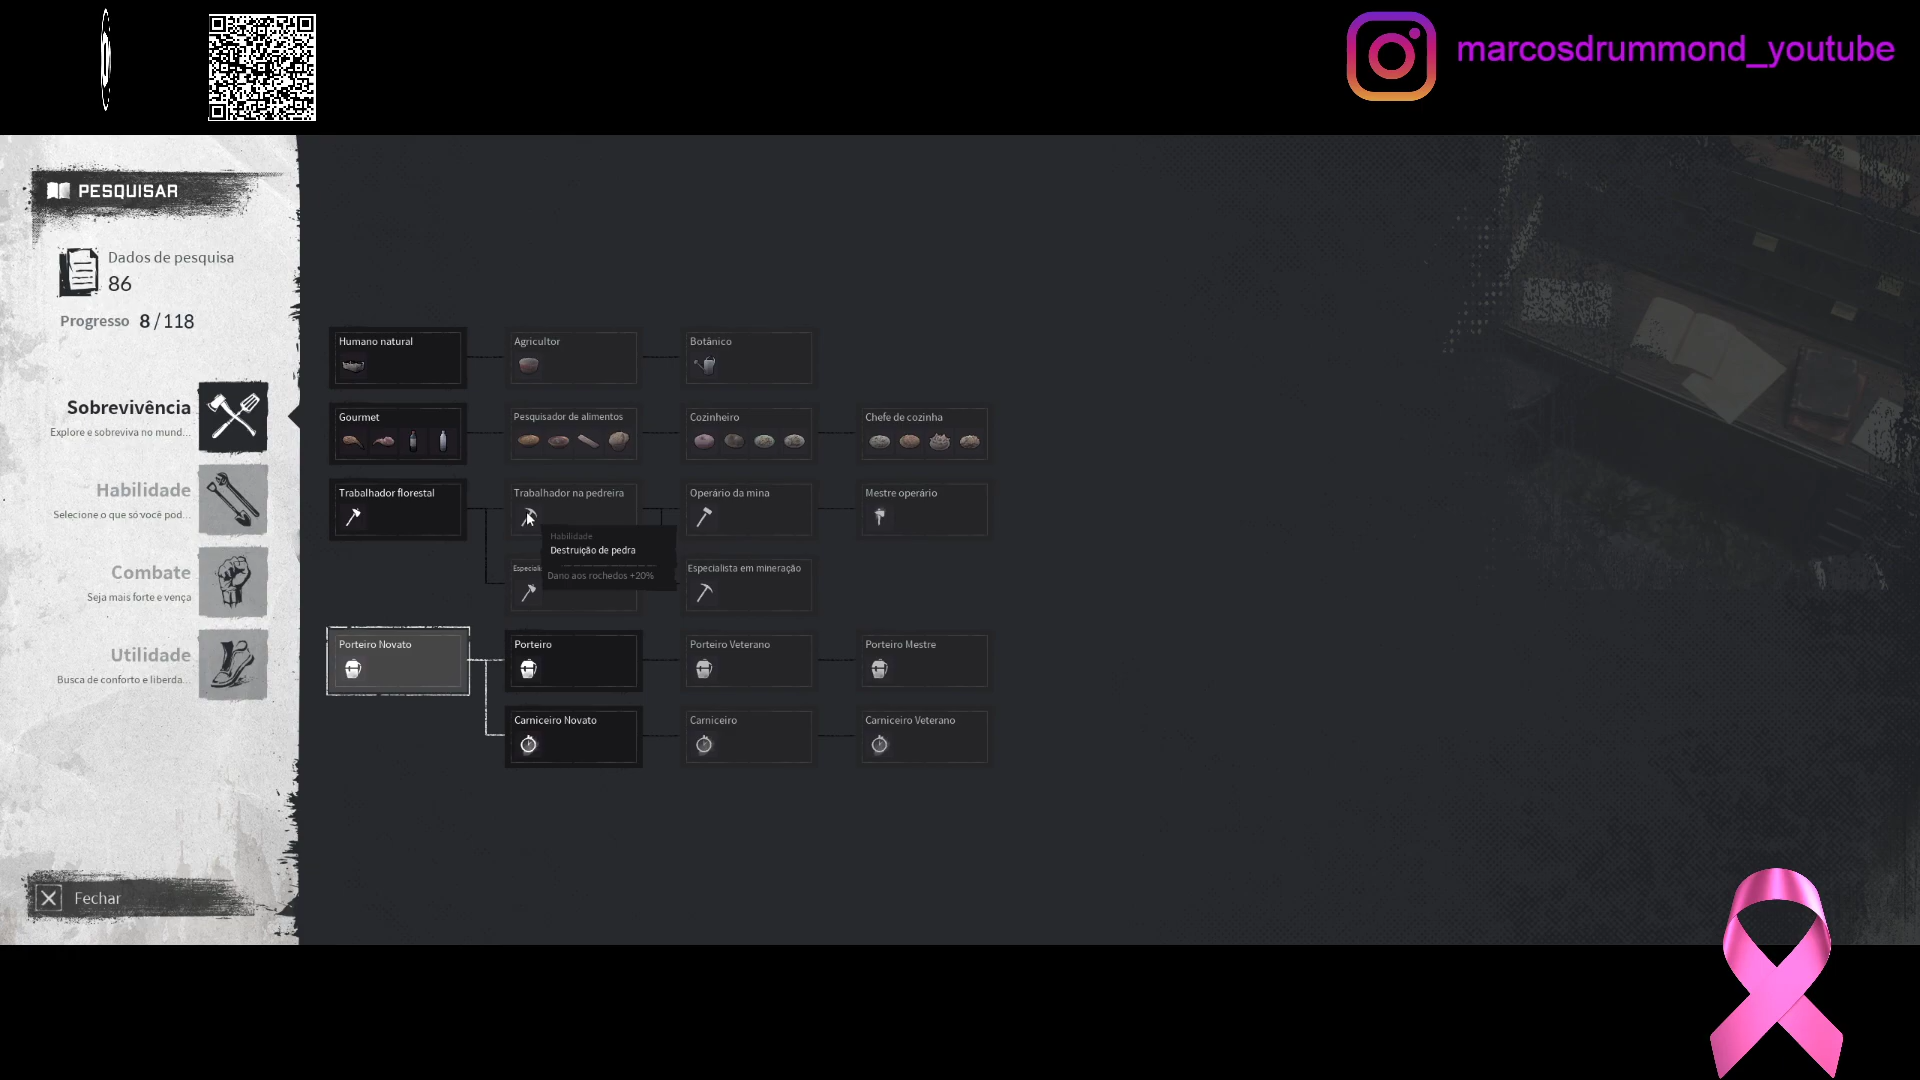 marcosdrummond_youtube
PESQUISAR
Dados de pesquisa
86
Progresso 8/118
Sobrevivência
Explore e sobreviva no mund...
Habilidade
Selecione o que só você pod...
Combate
Seja mais forte e vença
Utilidade
Busca de conforto e liberda...
Fechar
Humano natural
Agricultor
Botânico
Gourmet
Pesquisador de alimentos
Cozinheiro
Chefe de cozinha
Trabalhador florestal
Trabalhador na pedreira
Operário da mina
Mestre operário
Habilidade
Destruição de pedra
Dano aos rochedos +20%
Especialista em mineração
Porteiro Novato
Porteiro
Porteiro Veterano
Porteiro Mestre
Carniceiro Novato
Carniceiro
Carniceiro Veterano